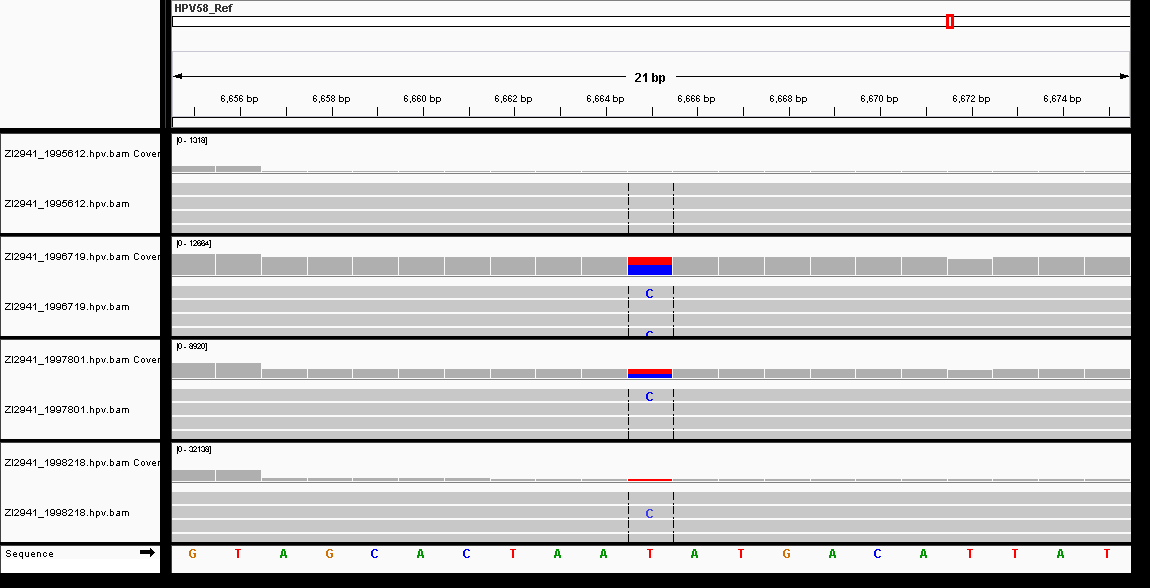 HPV58_Ref
21 bp
6,656 bp 6,658 bp 6,660 bp 6,662 bp 6,664 bp 6,666 bp 6,668 bp 6,670 bp 6,672 bp 6,674 bp
[0 - 1318]
ZI2941_1995612.hpv.bam Cover
ZI2941_1995612.hpv.bam
[0 - 12664]
ZI2941_1996719.hpv.bam Cover
C
ZI2941_1996719.hpv.bam
C
[0 - 8920]
ZI2941_1997801.hpv.bam Cover
C
ZI2941_1997801.hpv.bam
[0 - 32138]
ZI2941_1998218.hpv.bam Cover
ZI2941_1998218.hpv.bam C
Sequence G T A G C A C T A A T A T G A C A T T A T